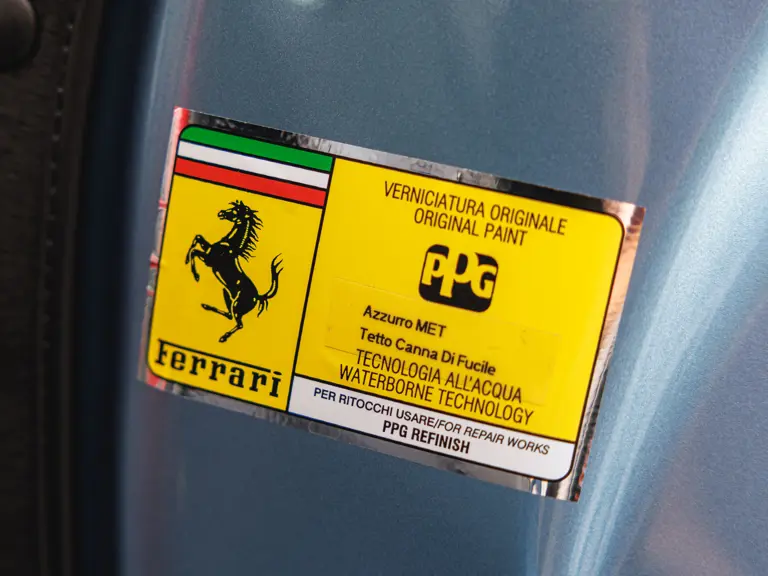 Ferrari
VERNICIATURA ORIGINALE
ORIGINAL PAINT
PPG
Azzurro MET
Tetto Canna Di Fucile
TECNOLOGIA ALL'ACQUA
WATERBORNE TECHNOLOGY
PER RITOCCHI USARE/FOR REPAIR WORKS
PPG REFINISH